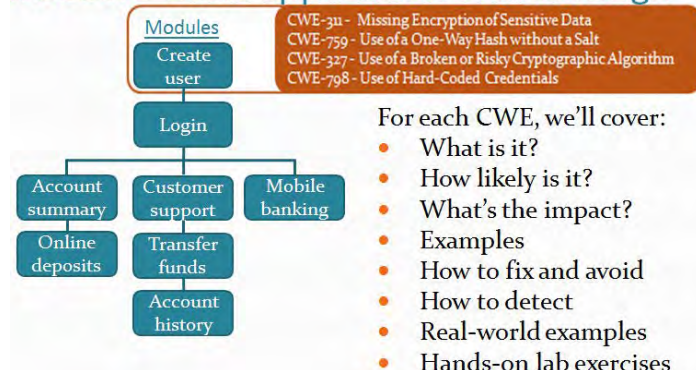 Modules
CWE-311 - Missing Encryption of Sensitive Data
CWE-759 - Use of a One-Way Hash without a Salt
CWE-327 - Use of a Broken or Risky Cryptographic Algorithm
CWE-798 - Use of Hard-Coded Credentials
Create
user
Login
Account
summary
Customer
support
Mobile
banking
Online
deposits
Transfer
funds
Account
history
For each CWE, we'll cover:
• What is it?
• How likely is it?
• What's the impact?
• Examples
• How to fix and avoid
• How to detect
• Real-world examples
• Hands-on lab exercises